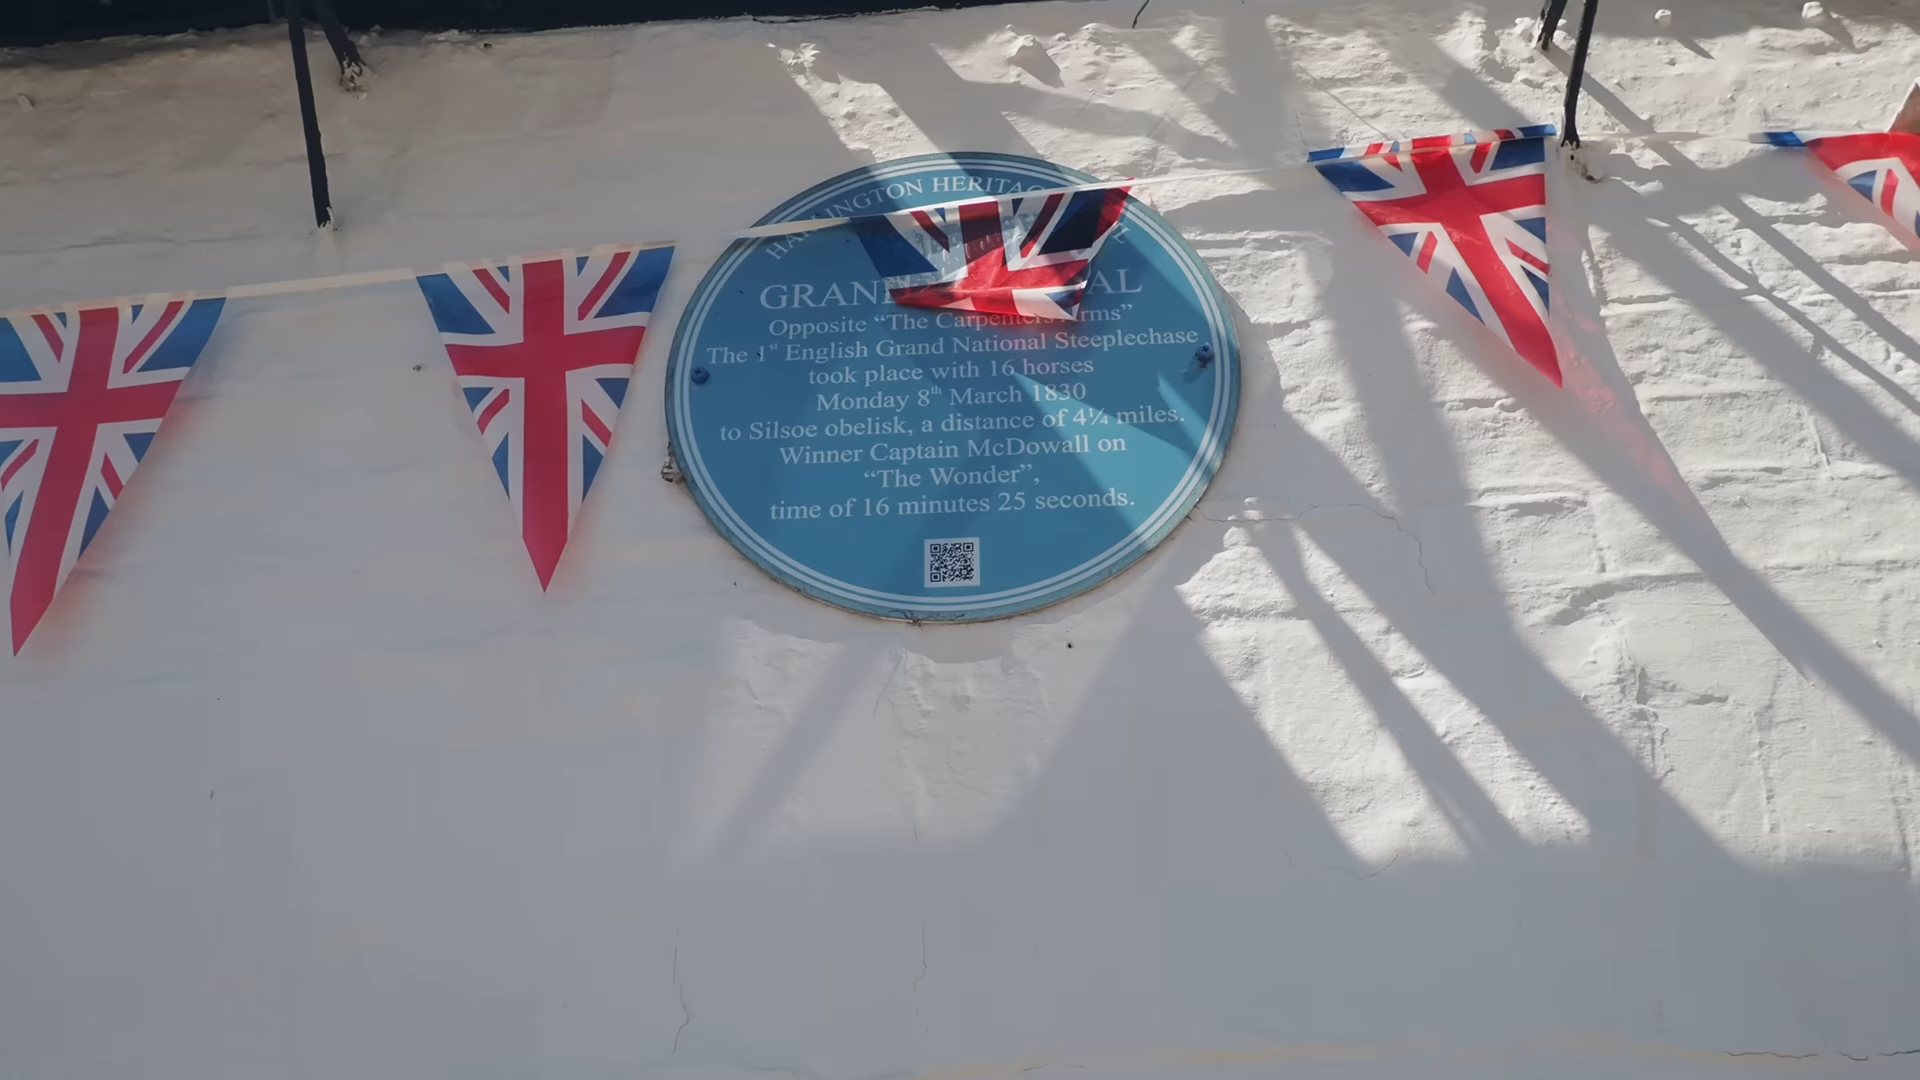 HARLINGTON HERITAGE
GRAND NATIONAL
Opposite “The Carpenters Arms”
The 1st English Grand National Steeplechase
took place with 16 horses
Monday 8th March 1830
to Silsoe obelisk, a distance of 4¼ miles.
Winner Captain McDowall on
“The Wonder”,
time of 16 minutes 25 seconds.